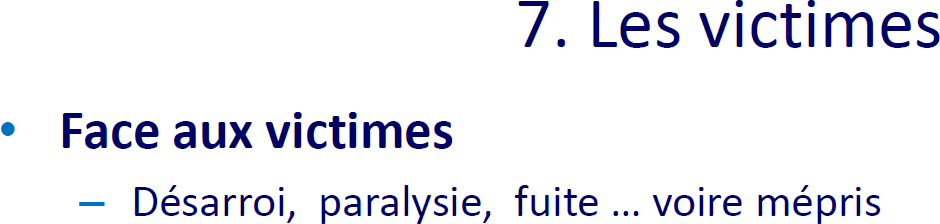 7. Les victimes
• Face aux victimes
– Désarroi, paralysie, fuite ... voire mépris